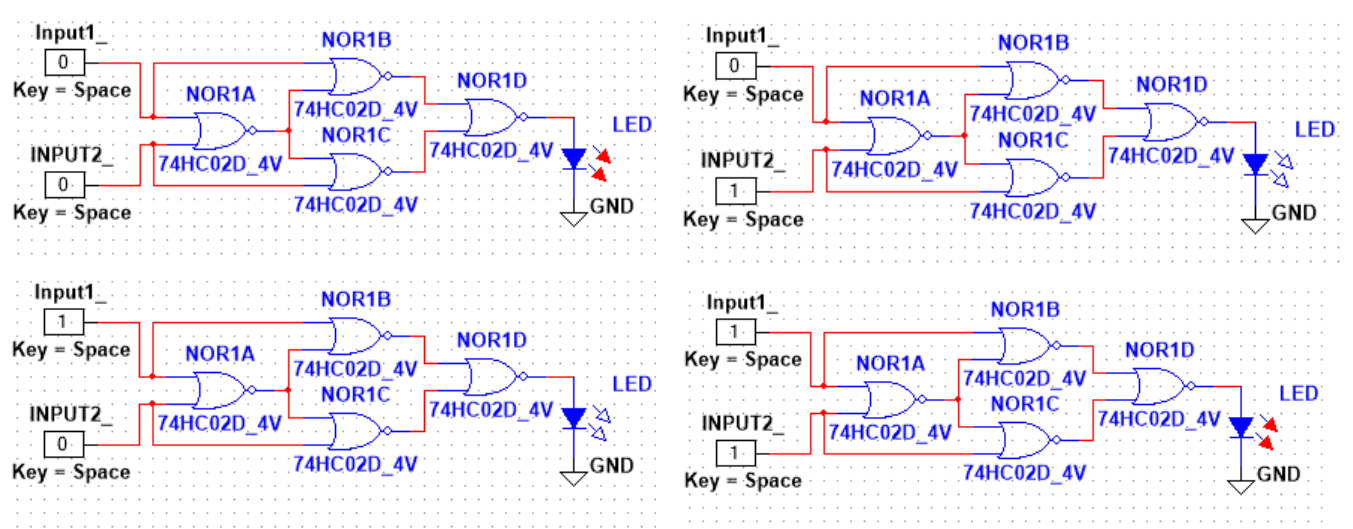 Input1_
0
Key = Space
NOR1B
NOR1A
74HC02D_4V
NOR1D
LED
NOR1C
74HC02D_4V
74HC02D_4V
INPUT2_
0
Key = Space
74HC02D_4V
GND
Input1_
0
Key = Space
NOR1B
NOR1A
74HC02D_4V
NOR1D
LED
NOR1C
74HC02D_4V
74HC02D_4V
INPUT2_
1
Key = Space
74HC02D_4V
GND
Input1_
1
Key = Space
NOR1B
NOR1A
74HC02D_4V
NOR1D
LED
NOR1C
74HC02D_4V
74HC02D_4V
INPUT2_
0
Key = Space
74HC02D_4V
GND
Input1_
1
Key = Space
NOR1B
NOR1A
74HC02D_4V
NOR1D
LED
NOR1C
74HC02D_4V
74HC02D_4V
INPUT2_
1
Key = Space
74HC02D_4V
GND